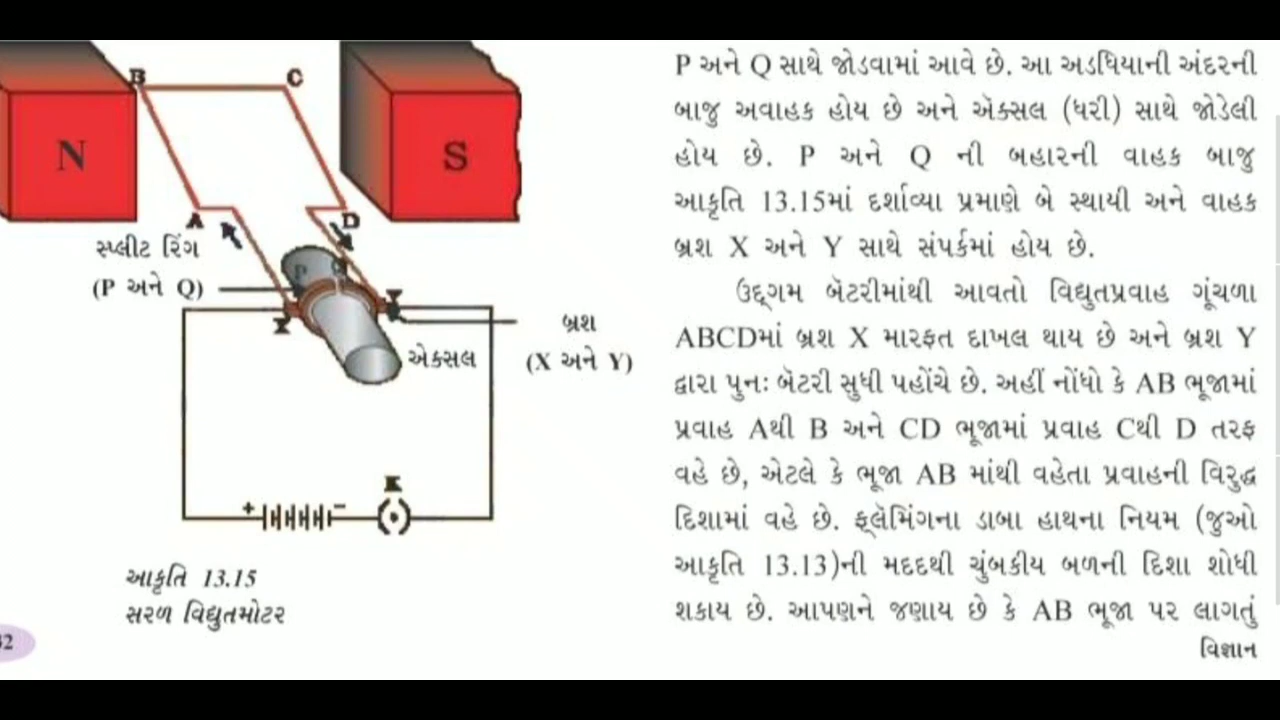 B
C
N
S
A
D
સ્પ્લીટ રિંગ
(P અને Q)
P
Q
X
Y
બ્રશ
(X અને Y)
એકસલ
K
+
−
આકૃતિ 13.15
સરળ વિદ્યુતમોટર
32
P અને Q સાથે જોડવામાં આવે છે. આ અડધિયાની અંદરની
બાજુ અવાહક હોય છે અને ઍક્સલ (ધરી) સાથે જોડેલી
હોય છે. P અને Q ની બહારની વાહક બાજુ
આકૃતિ 13.15માં દર્શાવ્યા પ્રમાણે બે સ્થાયી અને વાહક
બ્રશ X અને Y સાથે સંપર્કમાં હોય છે.
ઉદ્ગમ બૅટરીમાંથી આવતો વિદ્યુતપ્રવાહ ગૂંચળા
ABCDમાં બ્રશ X મારફત દાખલ થાય છે અને બ્રશ Y
દ્વારા પુનઃ બૅટરી સુધી પહોંચે છે. અહીં નોંધો કે AB ભૂજામાં
પ્રવાહ Aથી B અને CD ભૂજામાં પ્રવાહ Cથી D તરફ
વહે છે, એટલે કે ભૂજા AB માંથી વહેતા પ્રવાહની વિરુદ્ધ
દિશામાં વહે છે. ફ્લૅમિંગના ડાબા હાથના નિયમ (જુઓ
આકૃતિ 13.13)ની મદદથી ચુંબકીય બળની દિશા શોધી
શકાય છે. આપણને જણાય છે કે AB ભૂજા પર લાગતું
વિજ્ઞાન